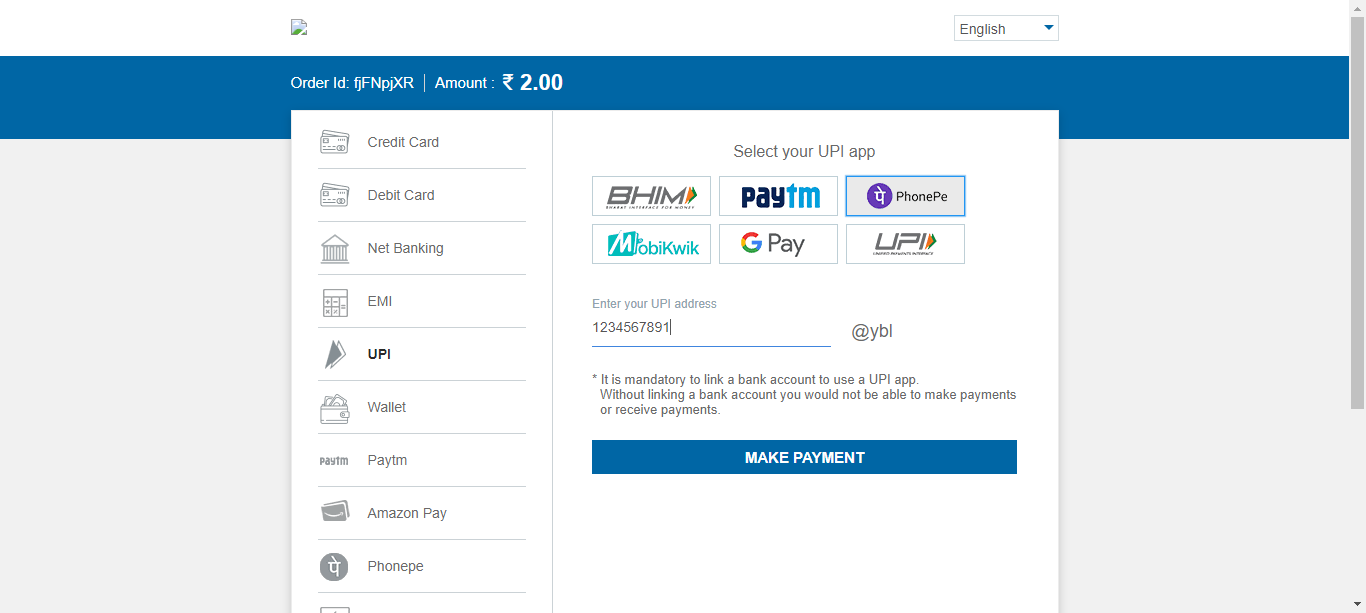 English
Order Id: fjFNpjXR | Amount : ₹ 2.00
Credit Card
Debit Card
Net Banking
EMI
UPI
Wallet
Paytm
Paytm
Amazon Pay
पे
Phonepe
Select your UPI app
BHIM
BHARAT INTERFACE FOR MONEY
Paytm
पे PhonePe
MobiKwik
G Pay
UPI
UNIFIED PAYMENTS INTERFACE
Enter your UPI address
1234567891
@ybl
* It is mandatory to link a bank account to use a UPI app.
Without linking a bank account you would not be able to make payments
or receive payments.
MAKE PAYMENT